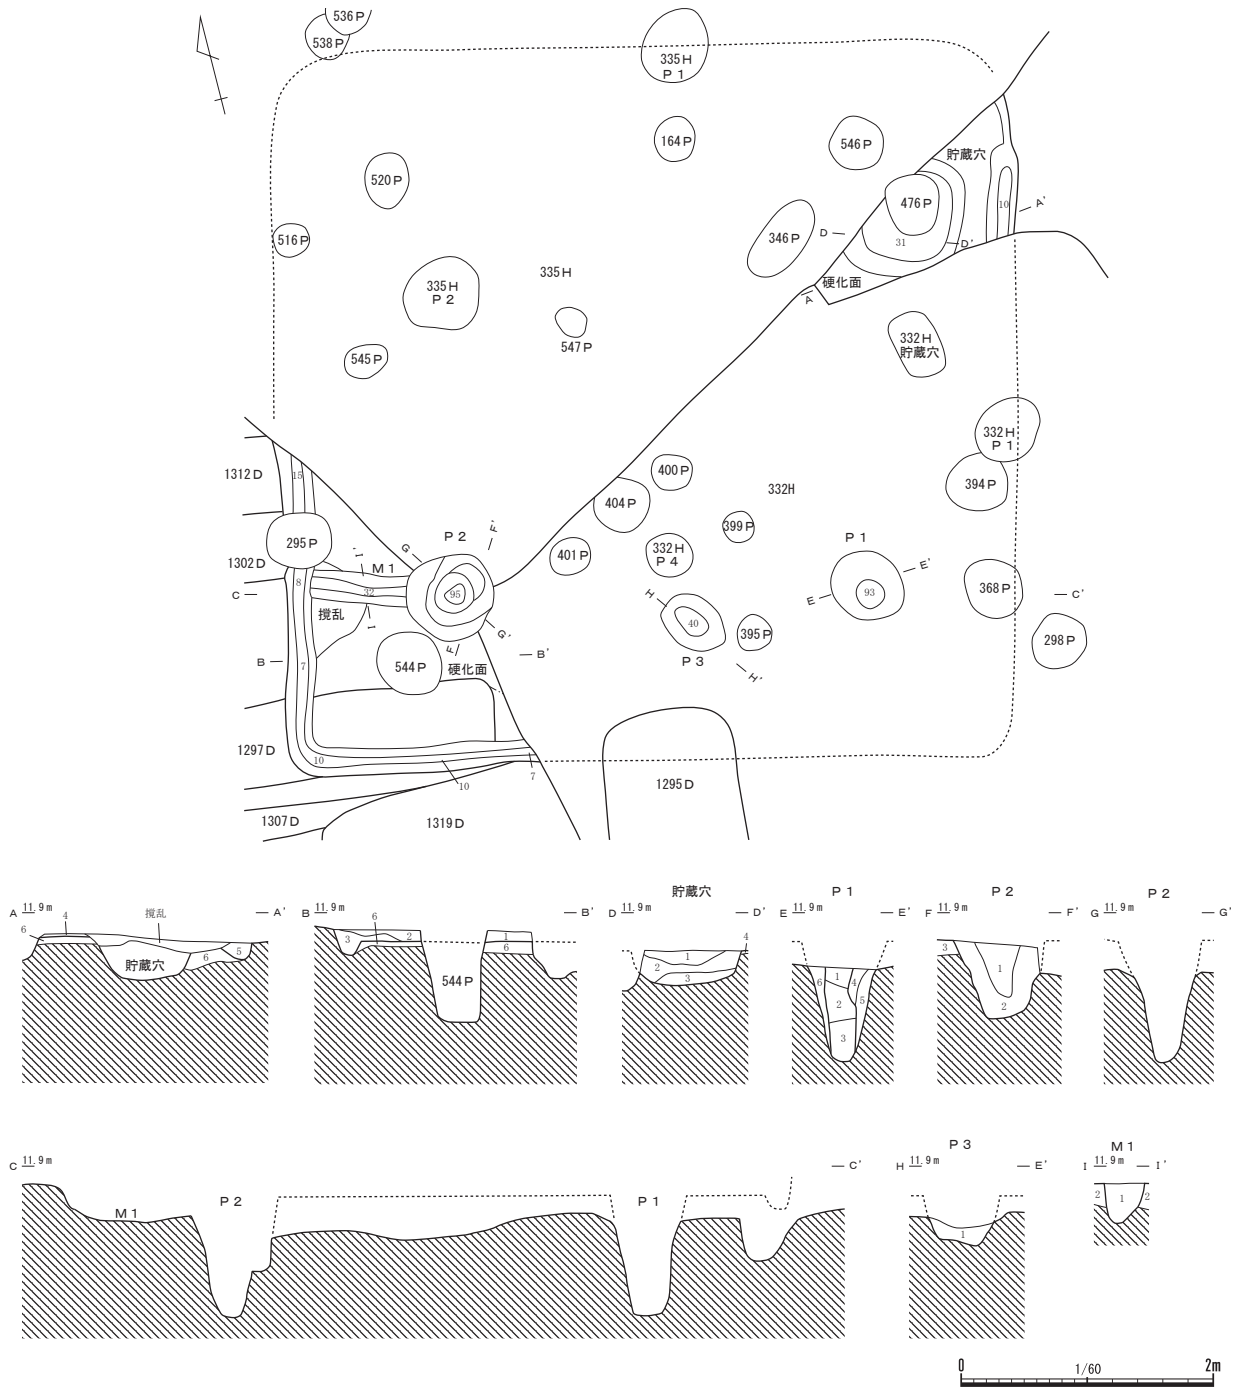 536P
538P
335H
P1
164P
546P
貯蔵穴
520P
476P
10
A'
516P
346P
D
31
D'
335H
335H
P2
硬化面
A
547P
332H
貯蔵穴
545P
332H
P1
1312D
15
400P
332H
394P
404P
399P
295P
P2
F'
P1
G
401P
332H
P4
1302D
I'
M1
E'
8
C
32
95
H
93
368P
C'
撹乱
I
E
40
395P
298P
G'
F
P3
B
7
544P
硬化面
B'
H'
1297D
10
10
7
1295D
1307D
1319D
貯蔵穴
P1
P2
P2
A 11.9m
A'
B 11.9m
B'
D 11.9m
D'
E 11.9m
E'
F 11.9m
F'
G 11.9m
G'
6
4
撹乱
貯蔵穴
6
5
3
6
2
544P
1
6
4
1
2
3
6
1
4
2
5
3
3
1
2
P3
M1
C 11.9m
C'
H 11.9m
E'
I 11.9m
I'
M1
P2
P1
1
2
1
2
0
1/60
2m